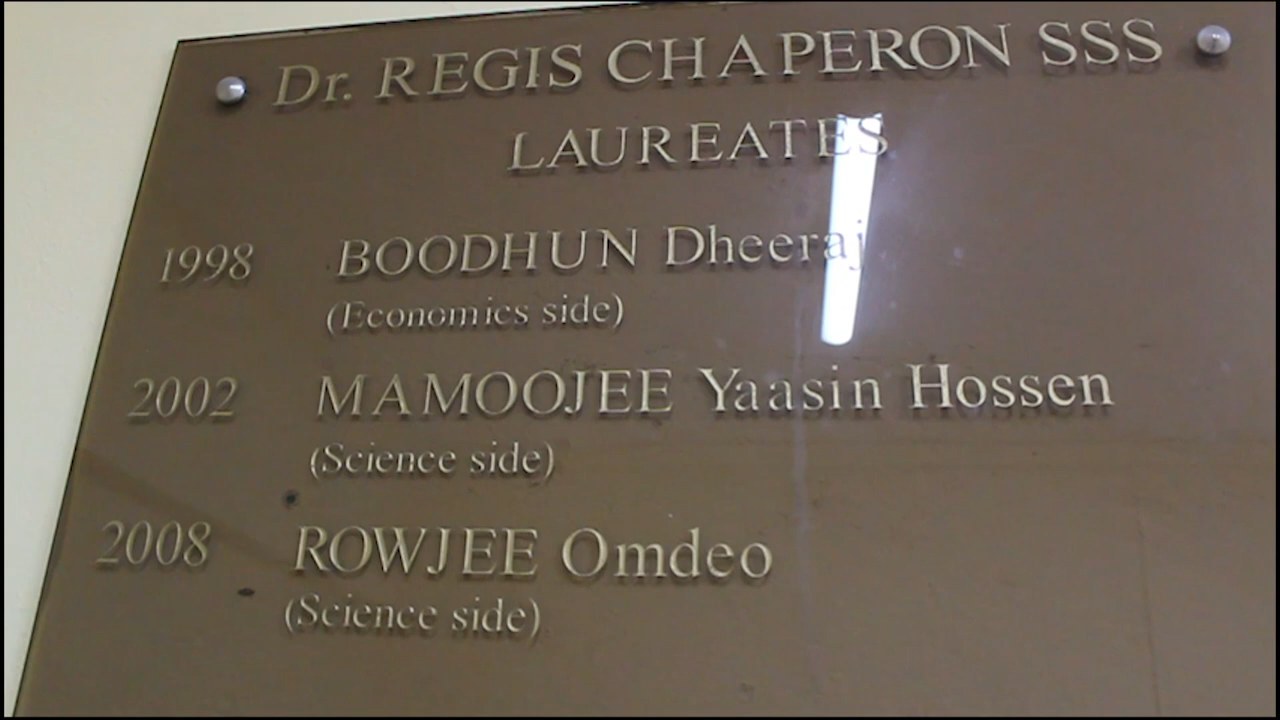 Dr. REGIS CHAPERON SSS
LAUREATES
1998 BOODHUN Dheeraj
(Economics side)
2002 MAMOOJEE Yaasin Hossen
(Science side)
2008 ROWJEE Omdeo
(Science side)